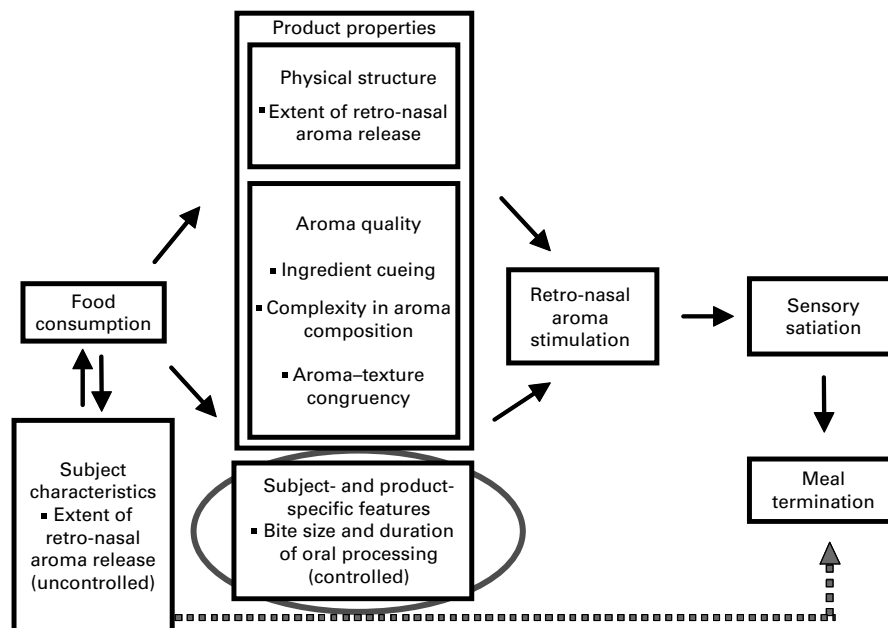 Product properties
Physical structure
▪ Extent of retro-nasal
aroma release
Aroma quality
▪ Ingredient cueing
▪ Complexity in aroma
composition
▪ Aroma–texture
congruency
Food
consumption
Subject
characteristics
▪ Extent of
retro-nasal
aroma release
(uncontrolled)
Subject- and product-
specific features
▪ Bite size and duration
of oral processing
(controlled)
Retro-nasal
aroma
stimulation
Sensory
satiation
Meal
termination